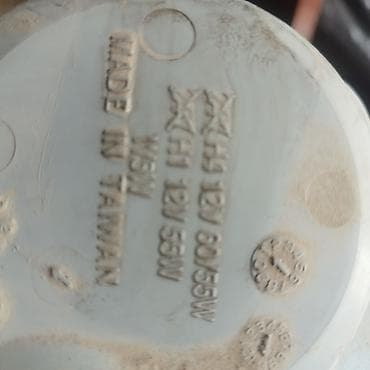 H4 12V 60/55W
H1 12V 55W
W5W
MADE IN TAIWAN